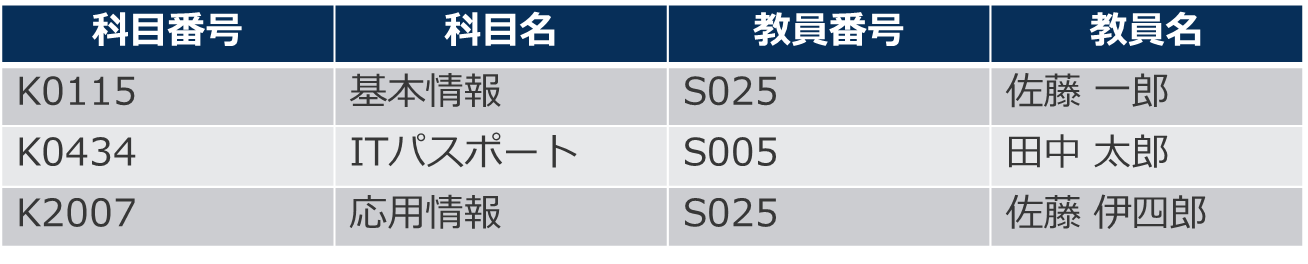 科目番号 科目名 教員番号 教員名
K0115 基本情報 S025 佐藤 一郎
K0434 ITパスポート S005 田中 太郎
K2007 応用情報 S025 佐藤 伊四郎